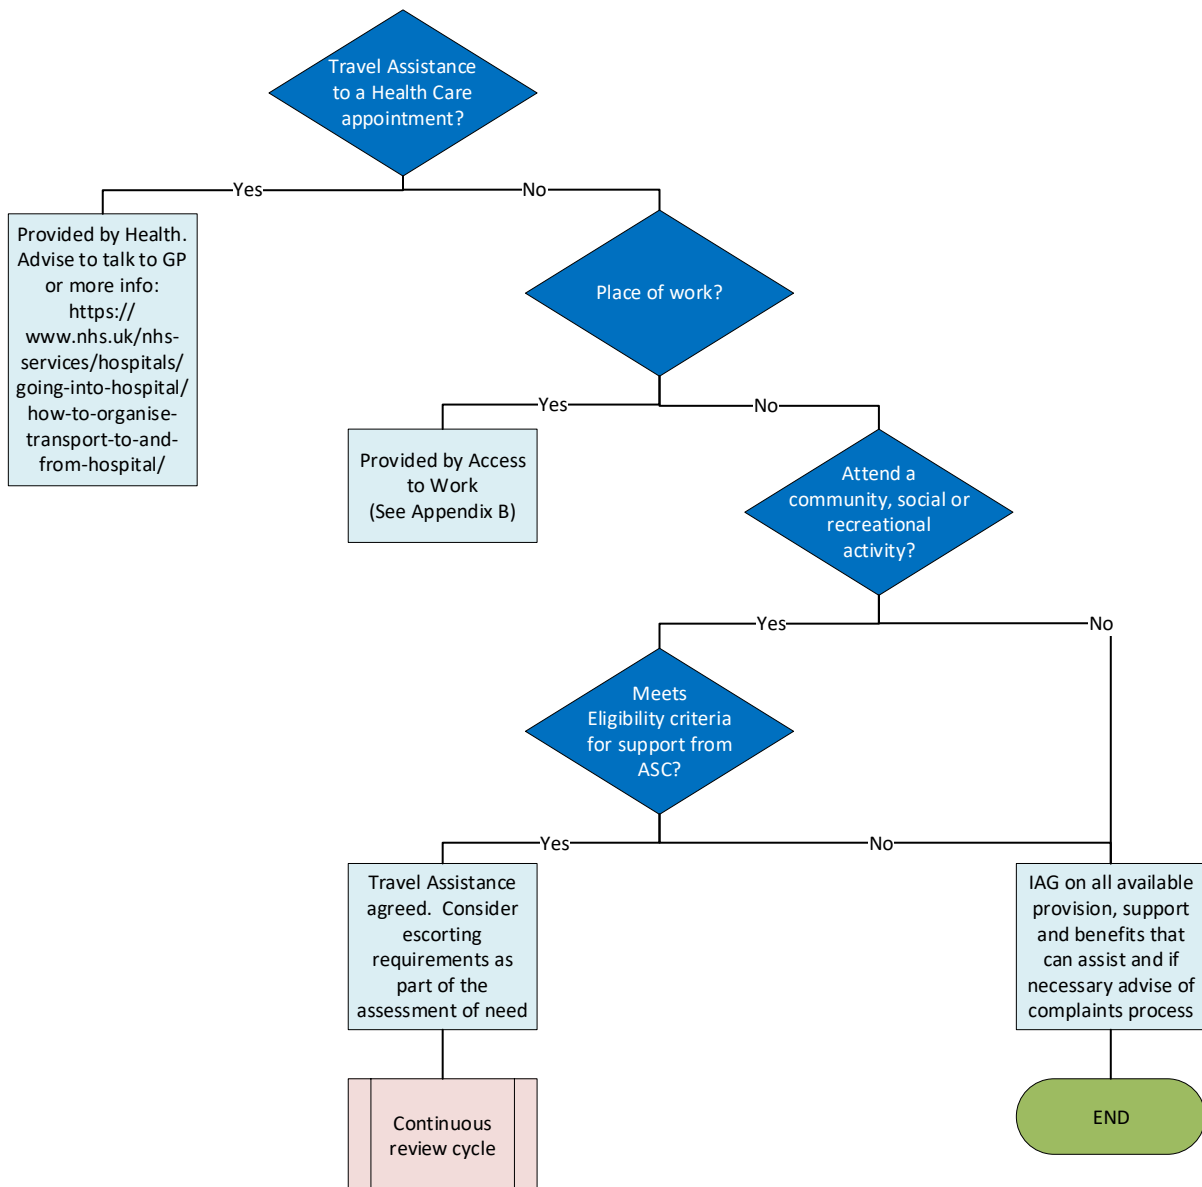 Travel Assistance
to a Health Care
appointment?
Yes
No
Provided by Health.
Advise to talk to GP
or more info:
https://
www.nhs.uk/nhs-
services/hospitals/
going-into-hospital/
how-to-organise-
transport-to-and-
from-hospital/
Place of work?
Yes
No
Provided by Access
to Work
(See Appendix B)
Attend a
community, social or
recreational
activity?
Yes
No
Meets
Eligibility criteria
for support from
ASC?
Yes
No
Travel Assistance
agreed.  Consider
escorting
requirements as
part of the
assessment of need
IAG on all available
provision, support
and benefits that
can assist and if
necessary advise of
complaints process
Continuous
review cycle
END